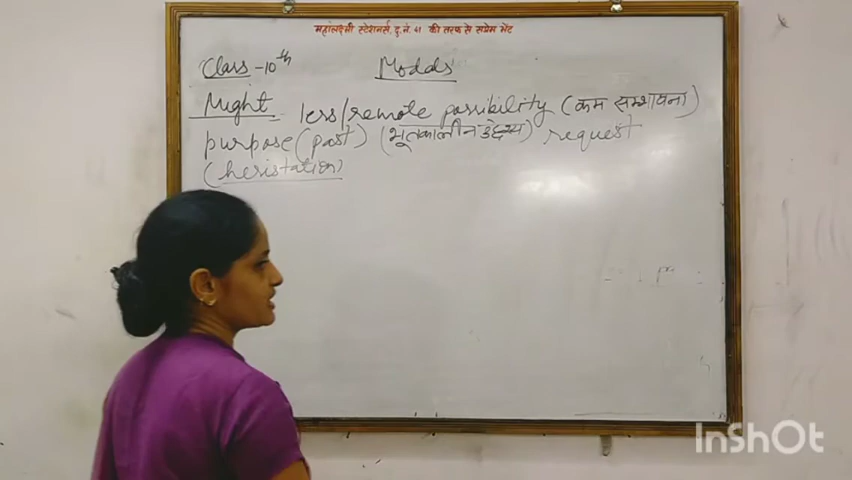 महालक्ष्मी स्टेशनर्स, दु.नं. 41 की तरफ से सप्रेम भेंट
Class -10th Modals
Might less/remote possibility (कम सम्भावना)
purpose (past) (भूतकालीन उद्देश्य) request
(heristation)
InShOt